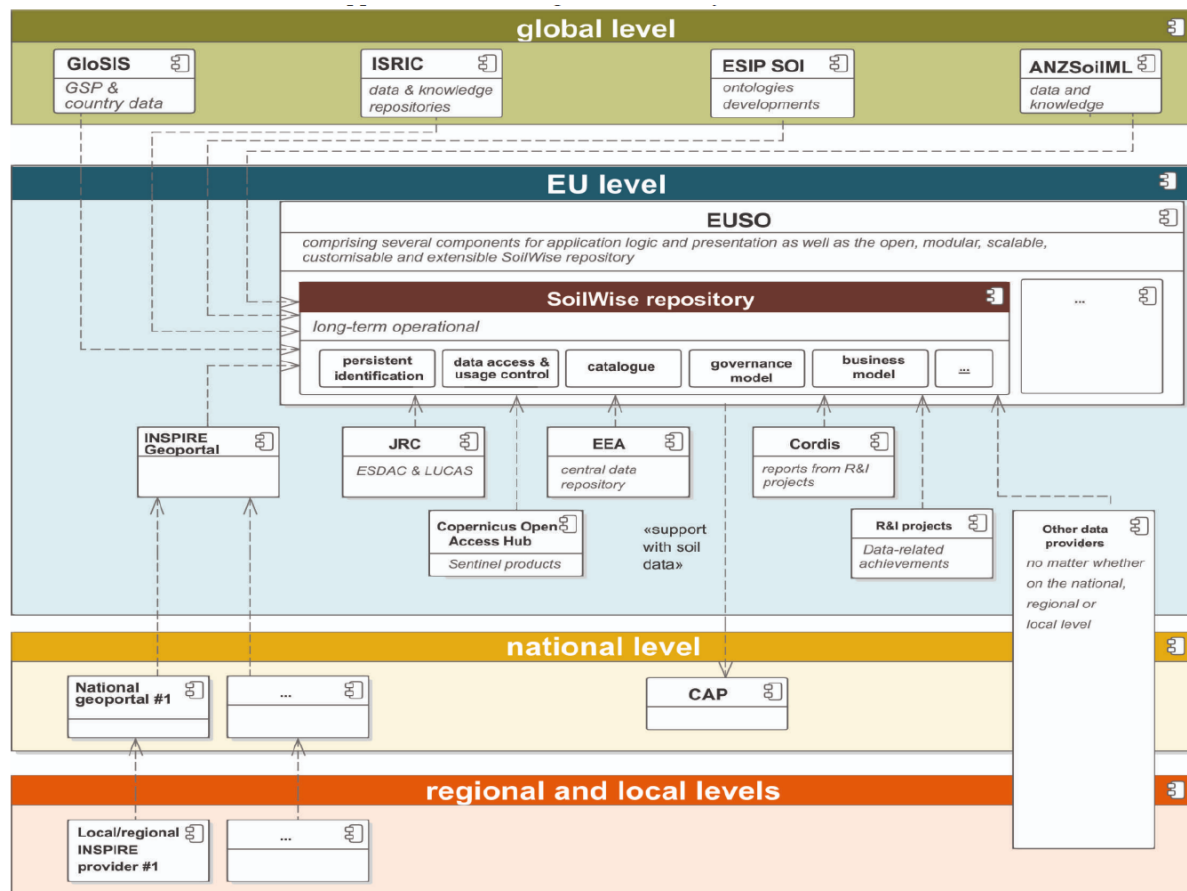 global level
GloSIS
GSP &
country data
ISRIC
data & knowledge
repositories
ESIP SOI
ontologies
developments
ANZSoilML
data and
knowledge
EU level
EUSO
comprising several components for application logic and presentation as well as the open, modular, scalable,
customisable and extensible SoilWise repository
SoilWise repository
long-term operational
persistent
identification
data access &
usage control
catalogue
governance
model
business
model
...
...
INSPIRE
Geoportal
JRC
ESDAC & LUCAS
EEA
central data
repository
Cordis
reports from R&I
projects
Copernicus Open
Access Hub
Sentinel products
«support
with soil
data»
R&I projects
Data-related
achievements
Other data
providers
no matter whether
on the national,
regional or
local level
national level
National
geoportal #1
...
CAP
regional and local levels
Local/regional
INSPIRE
provider #1
...